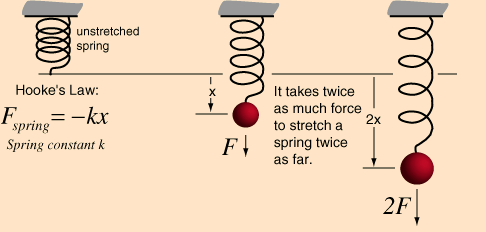 unstretched
spring
Hooke's Law:
F_spring = −kx
Spring constant k
x
F
It takes twice
as much force
to stretch a
spring twice
as far.
2x
2F